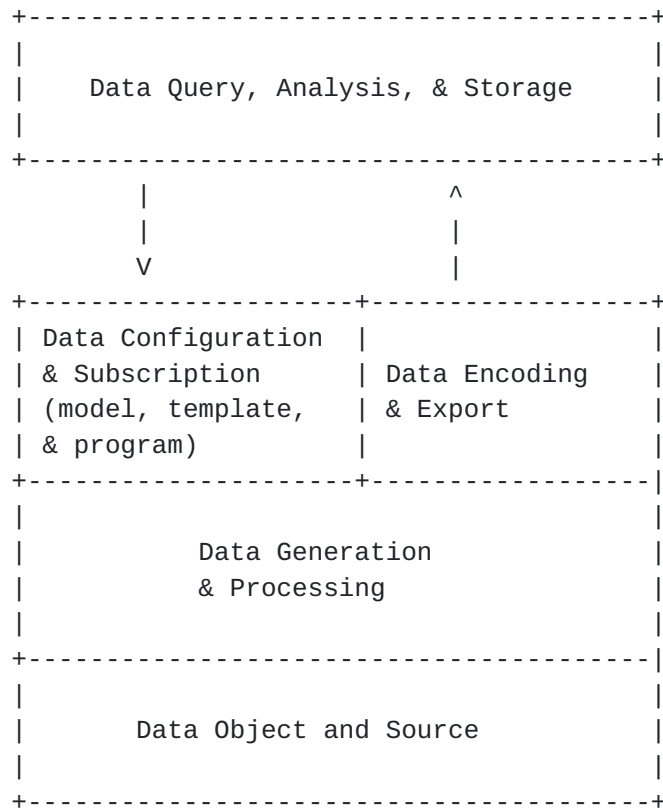 Data Query, Analysis, & Storage
Data Configuration
& Subscription
(model, template,
& program)
Data Encoding
& Export
Data Generation
& Processing
Data Object and Source